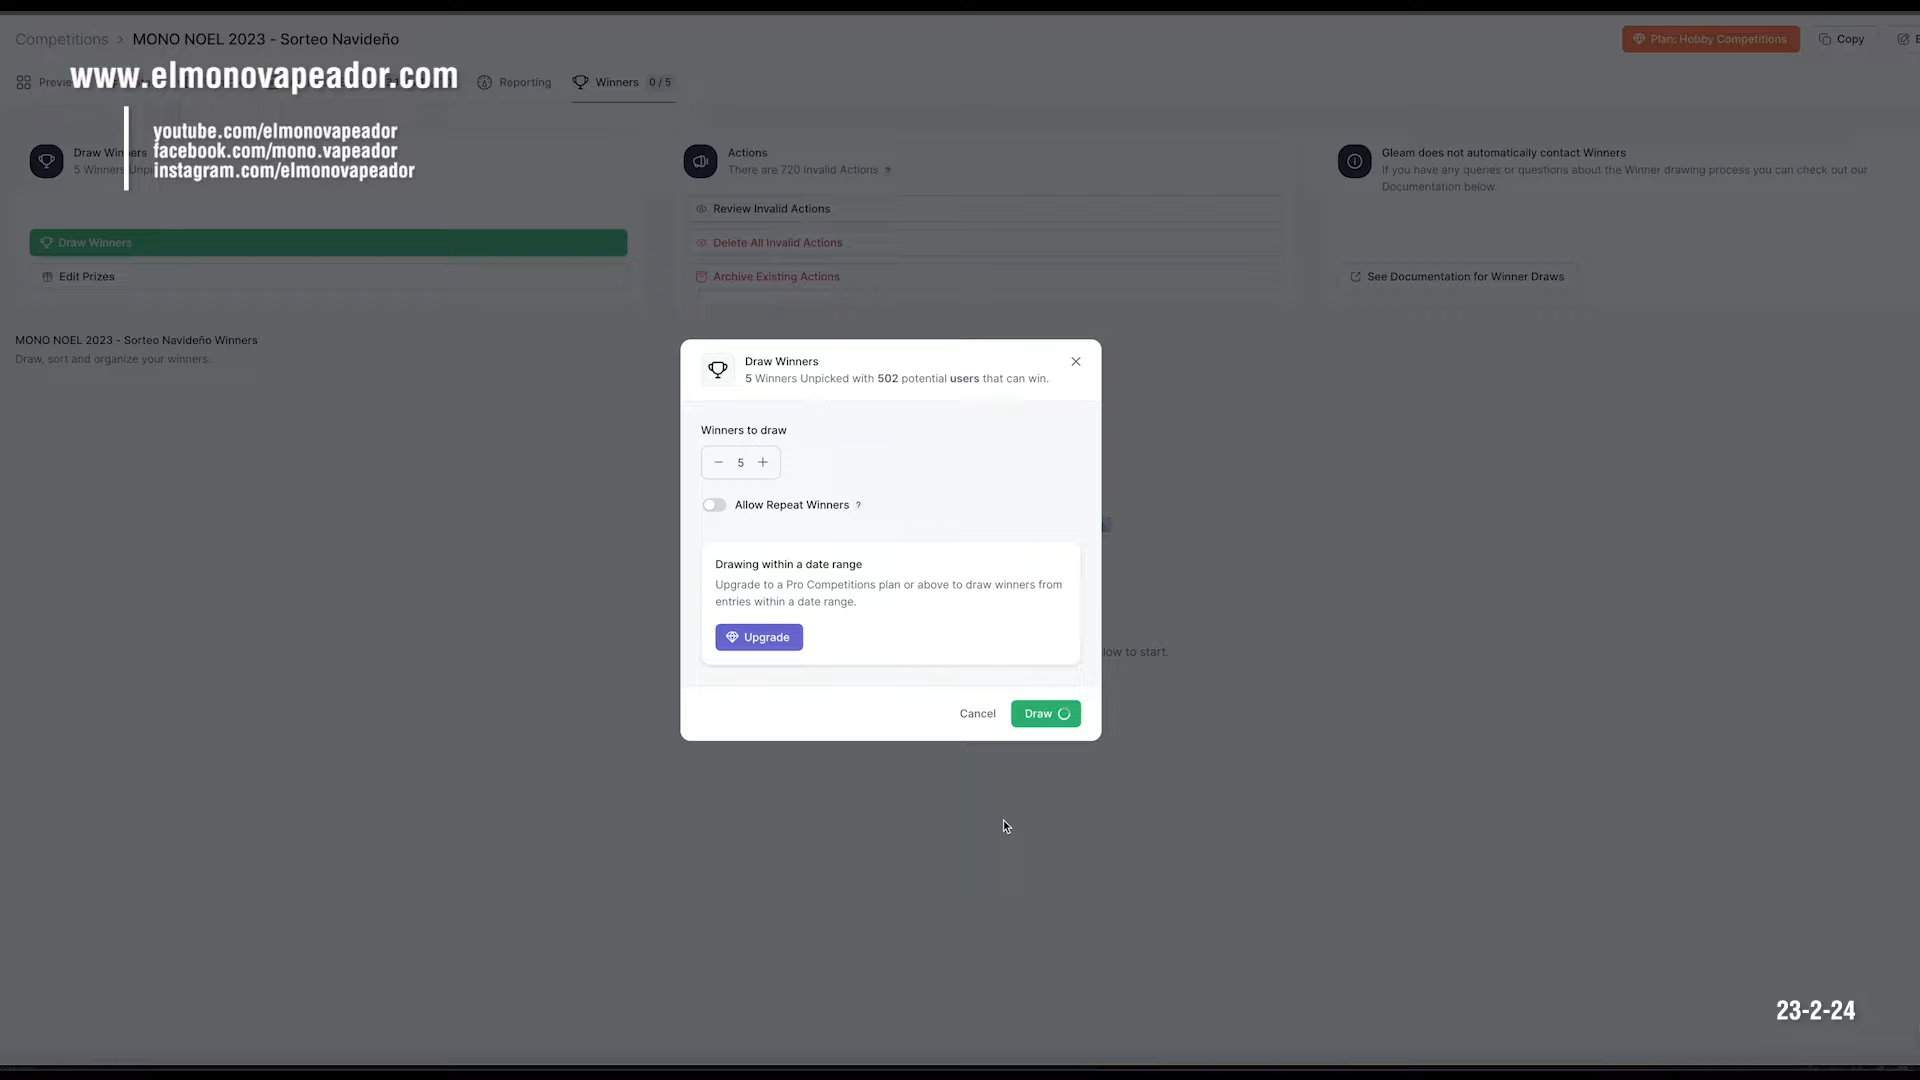 Competitions > MONO NOEL 2023 - Sorteo Navideño
Plan: Hobby Competitions
Copy
www.elmonovapeador.com
Reporting
Winners 0 / 5
youtube.com/elmonovapeador
facebook.com/mono.vapeador
instagram.com/elmonovapeador
Draw Winners
5 Winners
Actions
There are 720 Invalid Actions ?
Gleam does not automatically contact Winners
If you have any queries or questions about the Winner drawing process you can check out our
Documentation below.
Review Invalid Actions
Draw Winners
Delete All Invalid Actions
Edit Prizes
Archive Existing Actions
See Documentation for Winner Draws
MONO NOEL 2023 - Sorteo Navideño Winners
Draw, sort and organize your winners.
Draw Winners
5 Winners Unpicked with 502 potential users that can win.
Winners to draw
5
Allow Repeat Winners ?
Drawing within a date range
Upgrade to a Pro Competitions plan or above to draw winners from
entries within a date range.
Upgrade
to start.
Cancel
Draw
23-2-24